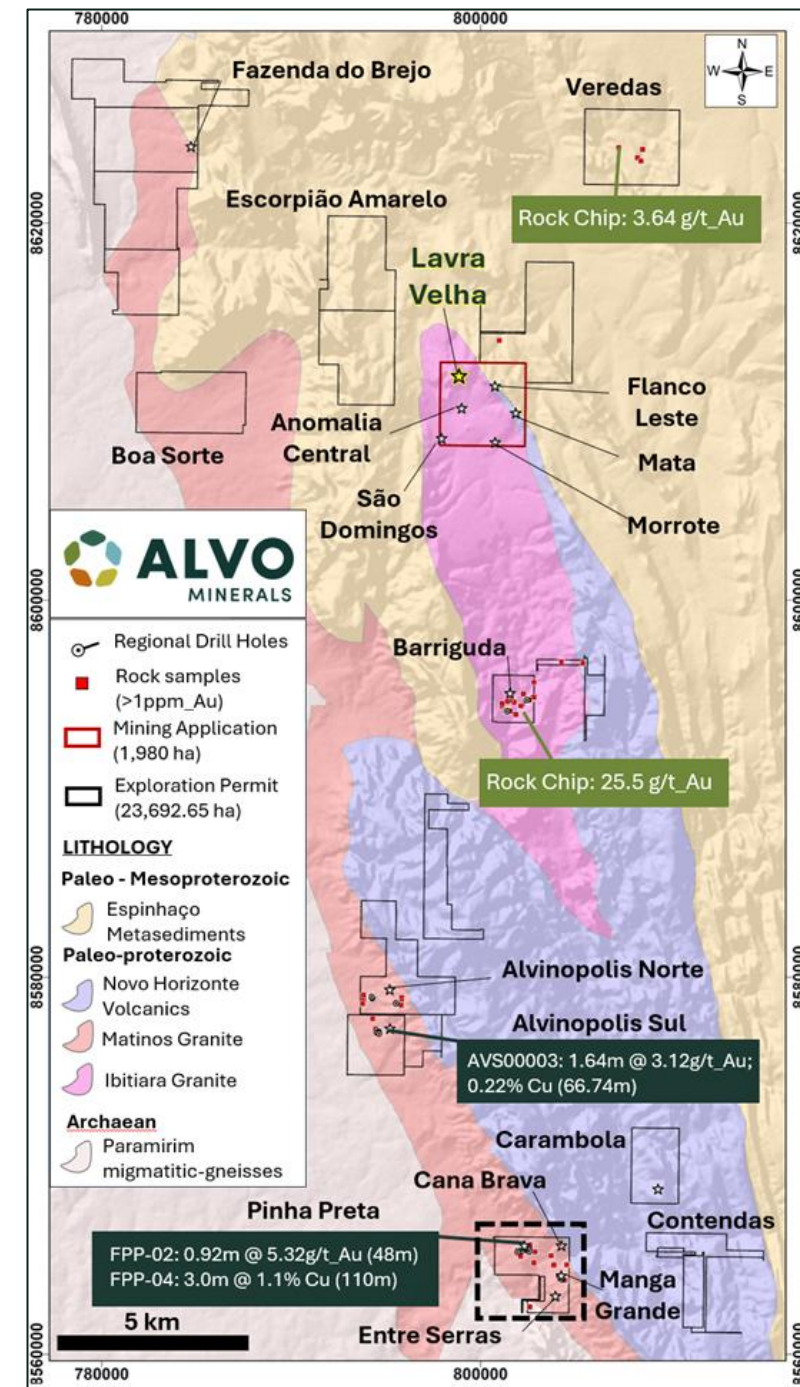 780000
800000
Fazenda do Brejo
Veredas
N
W
E
S
8620000
8620000
Escorpião Amarelo
Rock Chip: 3.64 g/t_Au
Lavra
Velha
Flanco
Leste
Anomalia
Central
Boa Sorte
Mata
São
Domingos
Morrote
ALVO
MINERALS
8600000
8600000
Regional Drill Holes
Rock samples
(>1ppm_Au)
Mining Application
(1,980 ha)
Exploration Permit
(23,692.65 ha)
LITHOLOGY
Paleo - Mesoproterozoic
Espinhaço
Metasediments
Paleo-proterozoic
Novo Horizonte
Volcanics
Matinos Granite
Ibitiara Granite
Archaean
Paramirim
migmatitic-gneisses
Barriguda
Rock Chip: 25.5 g/t_Au
8580000
8580000
Alvinopolis Norte
Alvinopolis Sul
AVS00003: 1.64m @ 3.12g/t_Au;
0.22% Cu (66.74m)
Carambola
Cana Brava
Pinha Preta
Contendas
FPP-02: 0.92m @ 5.32g/t_Au (48m)
FPP-04: 3.0m @ 1.1% Cu (110m)
Manga
Grande
5 km
Entre Serras
8560000
8560000
780000
800000